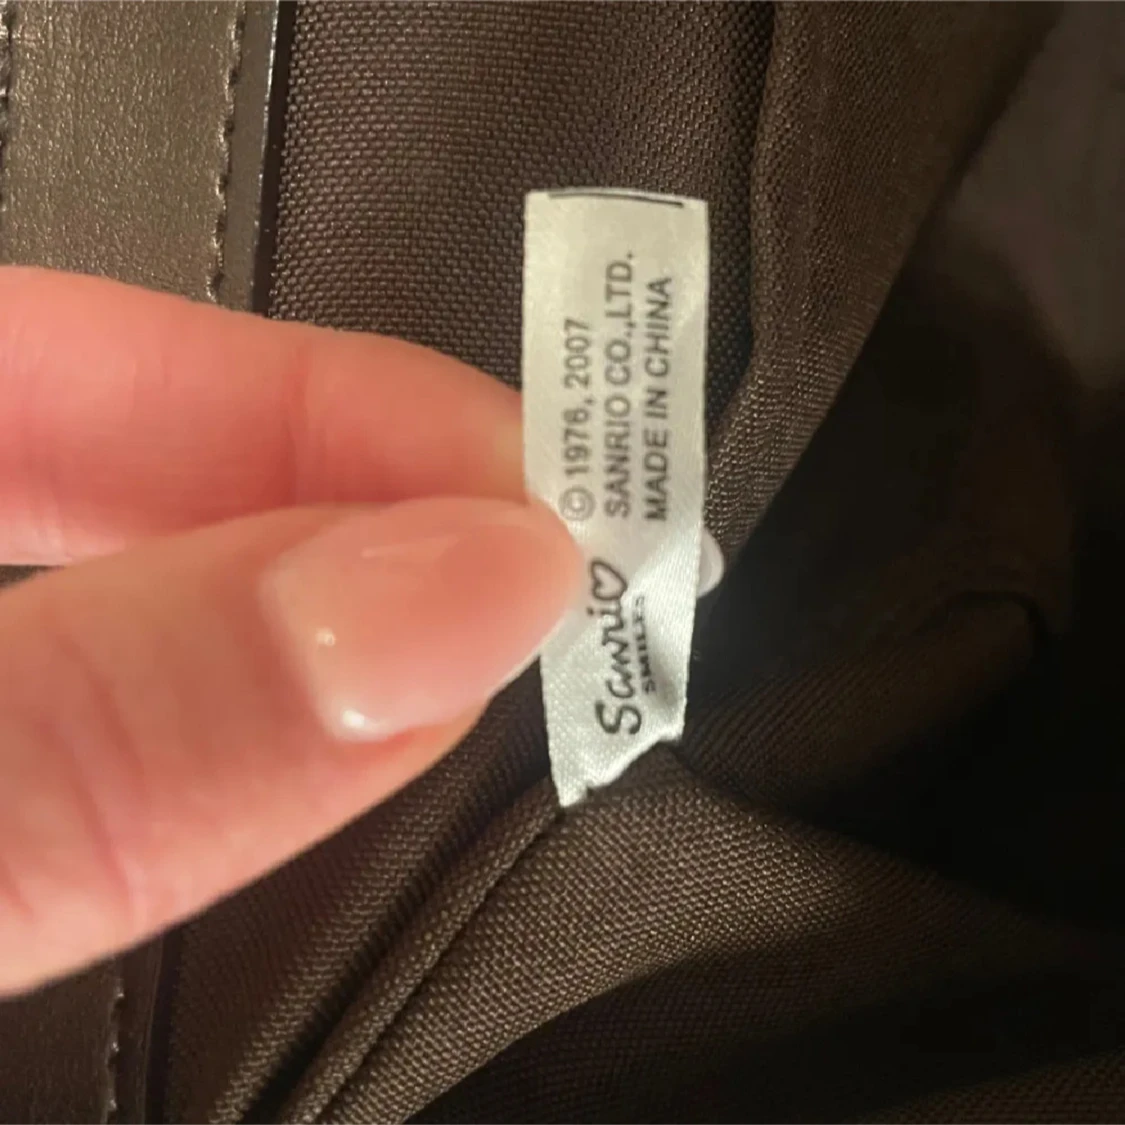 © 1976, 2007
SANRIO CO.,LTD.
MADE IN CHINA
Sanrio
SMILES